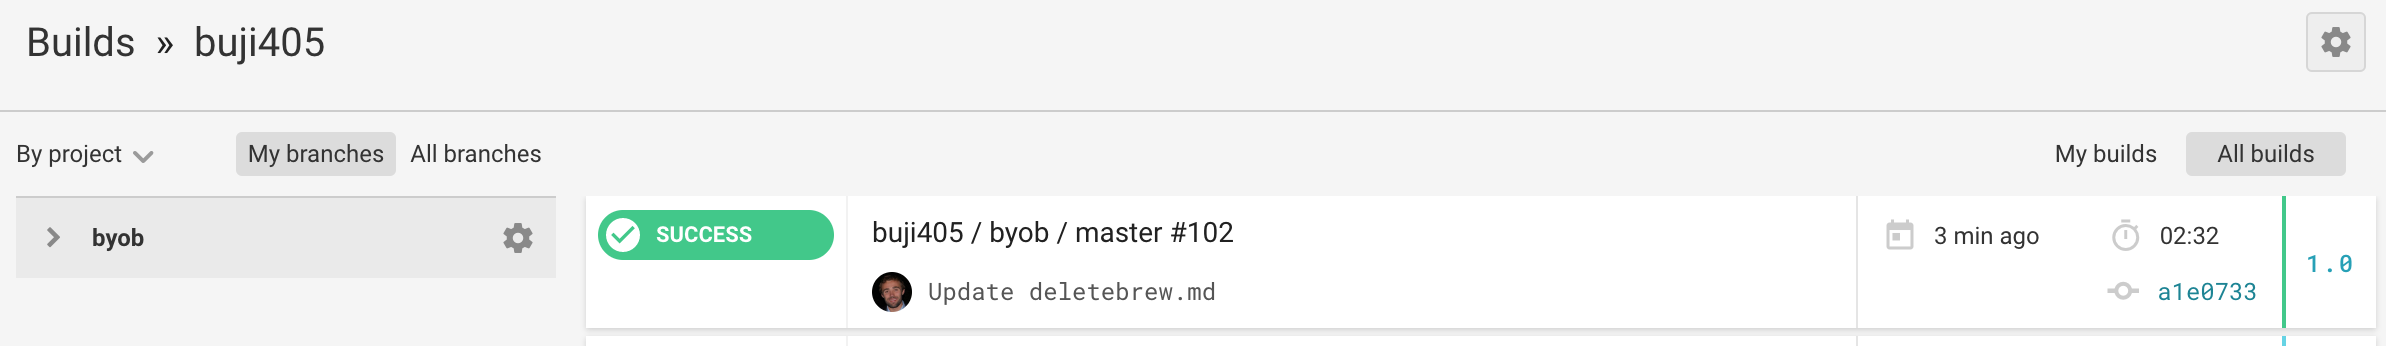 Builds » buji405
By project
My branches
All branches
My builds
All builds
byob
SUCCESS
buji405 / byob / master #102
Update deletebrew.md
3 min ago
02:32
a1e0733
1.0